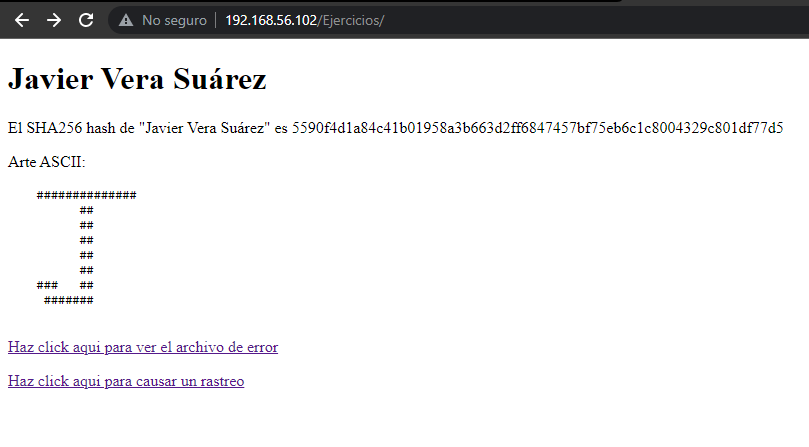 No seguro | 192.168.56.102/Ejercicios/
Javier Vera Suárez
El SHA256 hash de "Javier Vera Suárez" es 5590f4d1a84c41b01958a3b663d2ff6847457bf75eb6c1c8004329c801df77d5
Arte ASCII:
    ##############
          ##
          ##
          ##
          ##
          ##
    ###   ##
     #######
Haz click aqui para ver el archivo de error
Haz click aqui para causar un rastreo